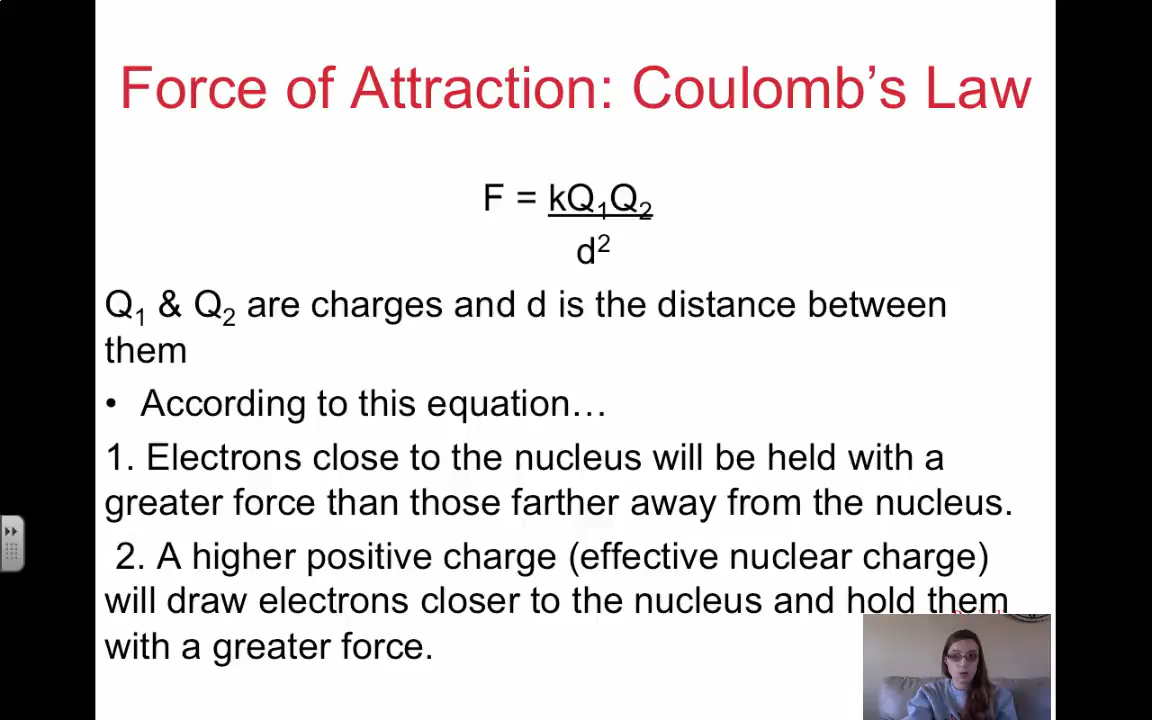 Force of Attraction: Coulomb’s Law
F = kQ₁Q₂
d²
Q₁ & Q₂ are charges and d is the distance between
them
• According to this equation…
1. Electrons close to the nucleus will be held with a
greater force than those farther away from the nucleus.
2. A higher positive charge (effective nuclear charge)
will draw electrons closer to the nucleus and hold them
with a greater force.